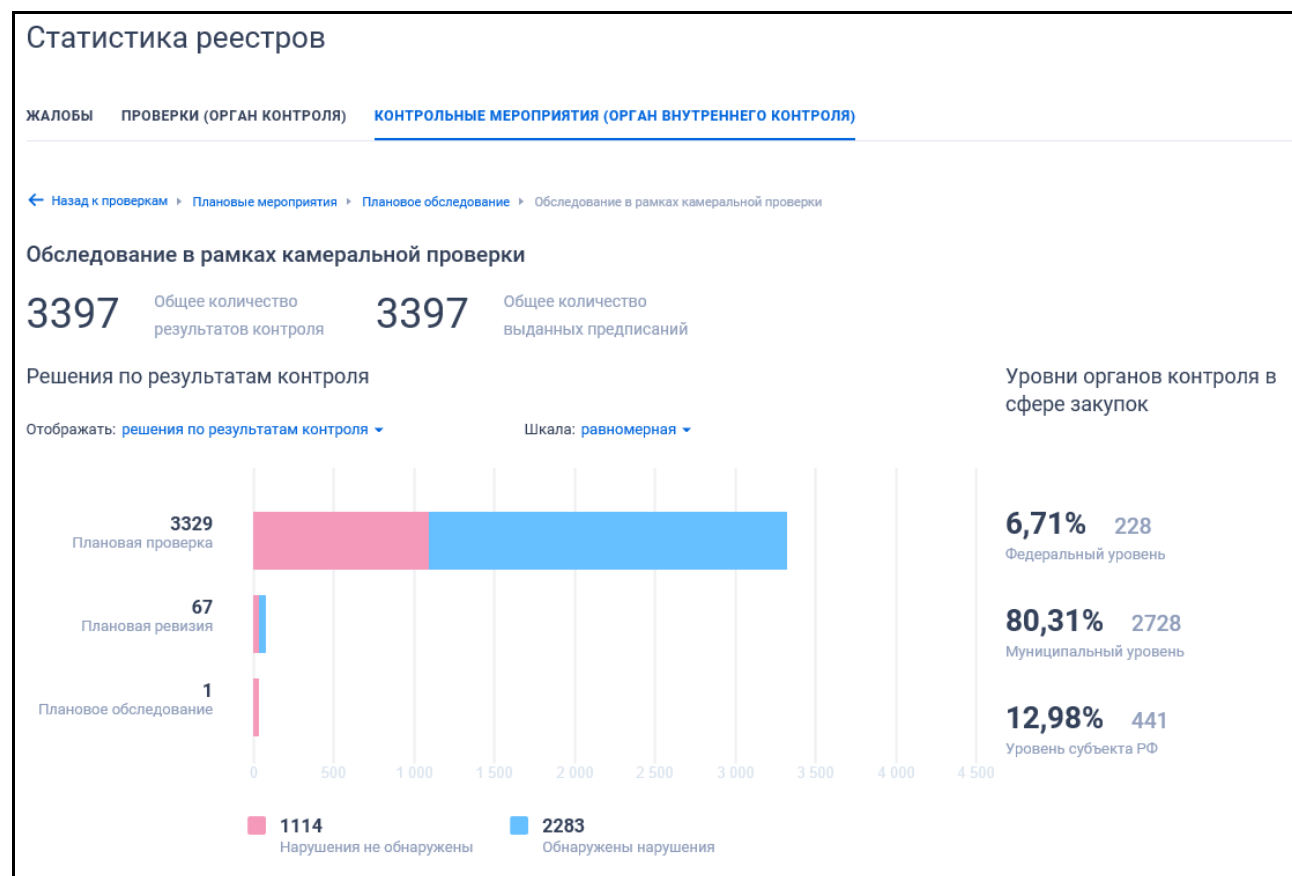 Статистика реестров
ЖАЛОБЫ ПРОВЕРКИ (ОРГАН КОНТРОЛЯ) КОНТРОЛЬНЫЕ МЕРОПРИЯТИЯ (ОРГАН ВНУТРЕННЕГО КОНТРОЛЯ)
Назад к проверкам Плановые мероприятия Плановое обследование Обследование в рамках камеральной проверки
Обследование в рамках камеральной проверки
3397 Общее количество результатов контроля 3397 Общее количество выданных предписаний
Решения по результатам контроля
Уровни органов контроля в
сфере закупок
Отображать: решения по результатам контроля Шкала: равномерная
3329
Плановая проверка
67
Плановая ревизия
1
Плановое обследование
0 500 1 000 1 500 2 000 2 500 3 000 3 500 4 000 4 500
1114
Нарушения не обнаружены
2283
Обнаружены нарушения
6,71% 228
Федеральный уровень
80,31% 2728
Муниципальный уровень
12,98% 441
Уровень субъекта РФ